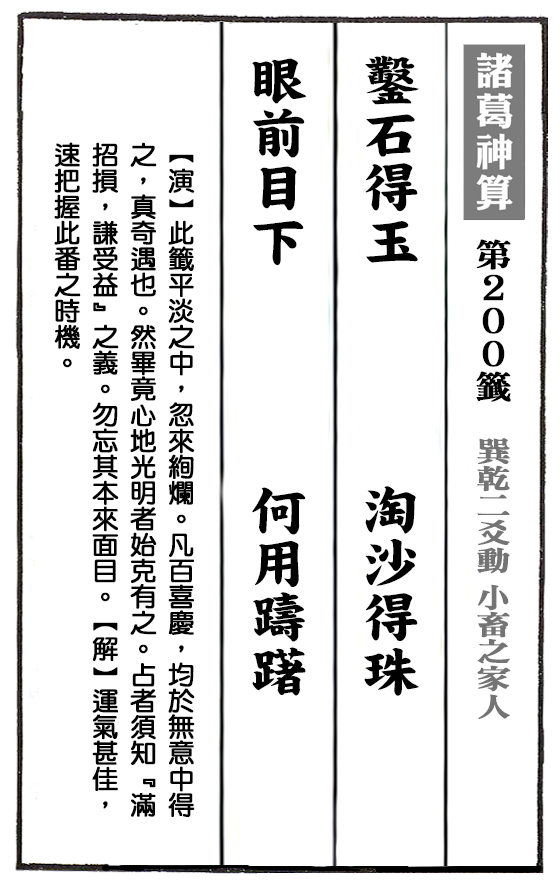 諸葛神算 第200籤 巽乾二爻動 小畜之家人
鑿石得玉 淘沙得珠
眼前目下 何用躊躇
【演】此籤平淡之中，忽來絢爛。凡百喜慶，均於無意中得
之，真奇遇也。然畢竟心地光明者始克有之。占者須知『滿
招損，謙受益』之義。勿忘其本來面目。【解】運氣甚佳，
速把握此番之時機。